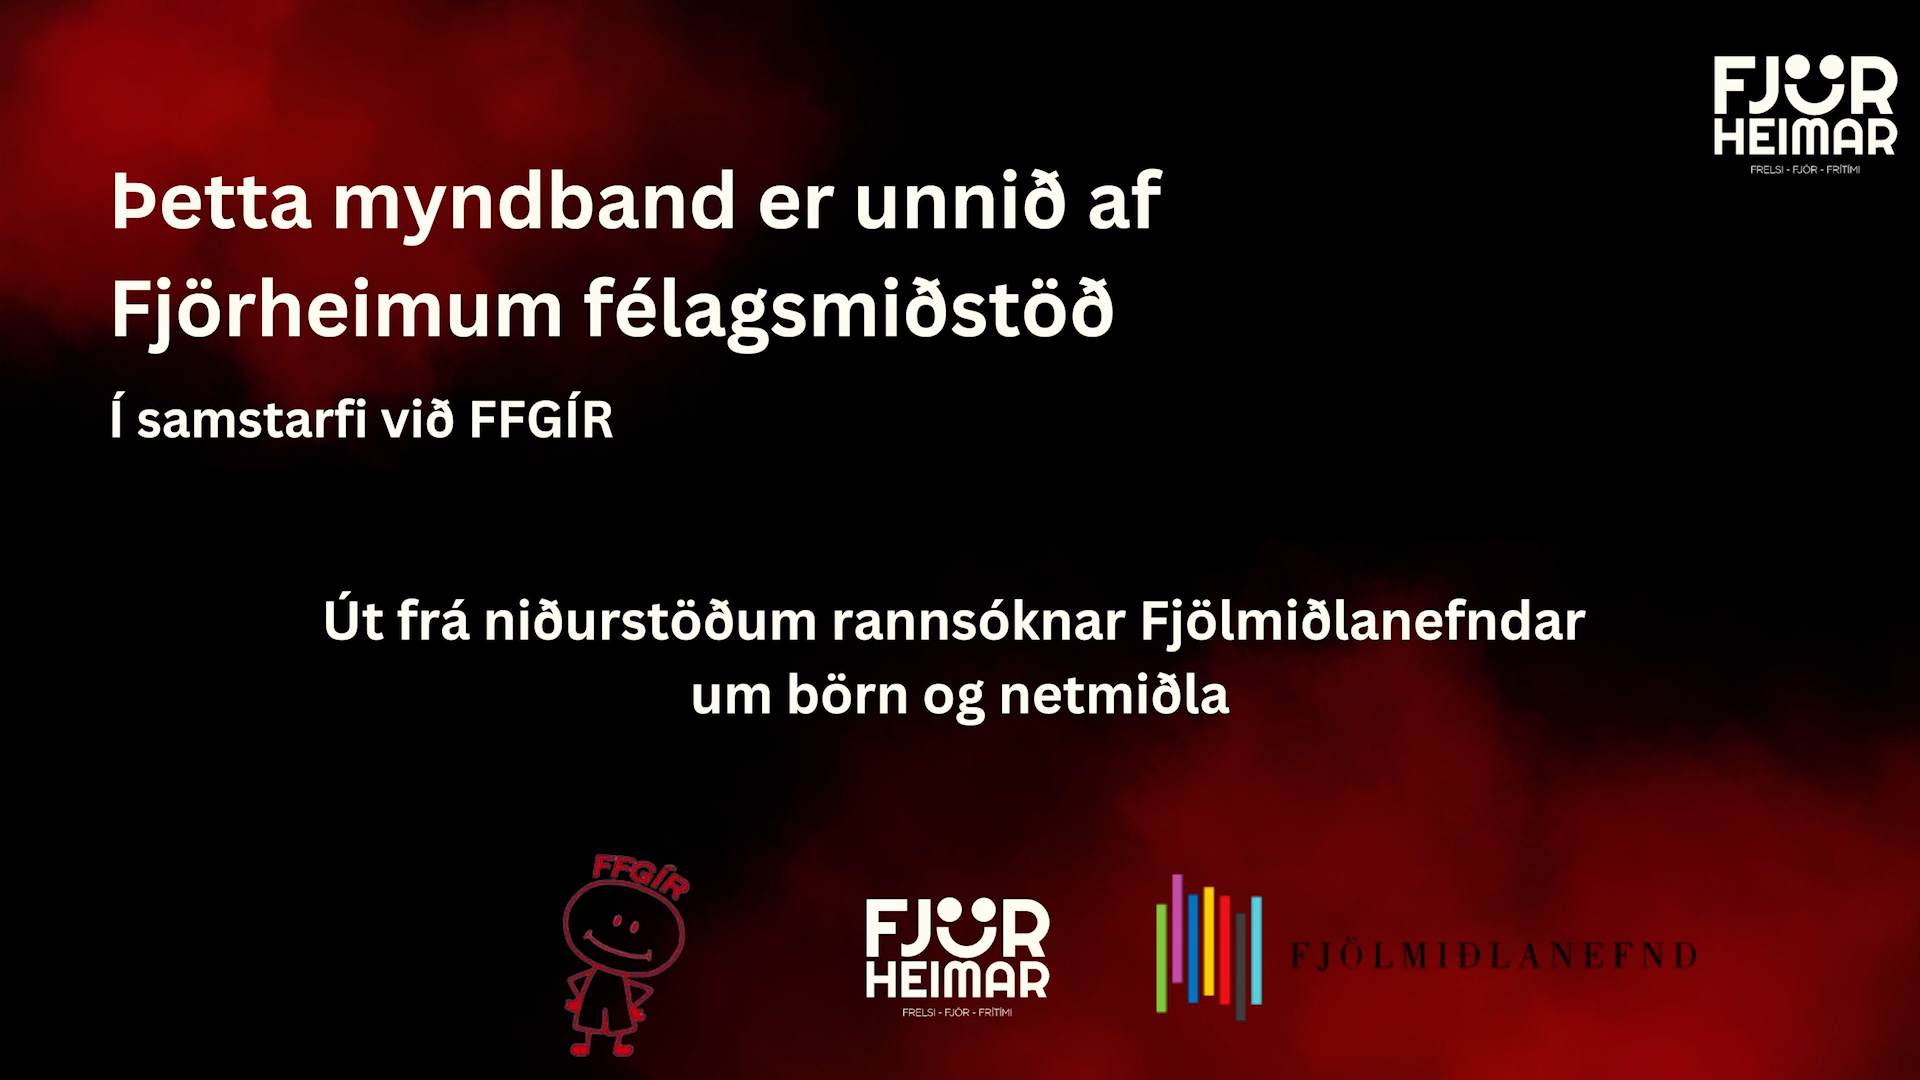 FJÖR
HEIMAR
FRELSI - FJÖR - FRÍTÍMI
Þetta myndband er unnið af
Fjörheimum félagsmiðstöð
Í samstarfi við FFGÍR
Út frá niðurstöðum rannsóknar Fjölmiðlanefndar
um börn og netmiðla
FFGÍR
FJÖR
HEIMAR
FRELSI - FJÖR - FRÍTÍMI
FJÖLMIÐLANEFND